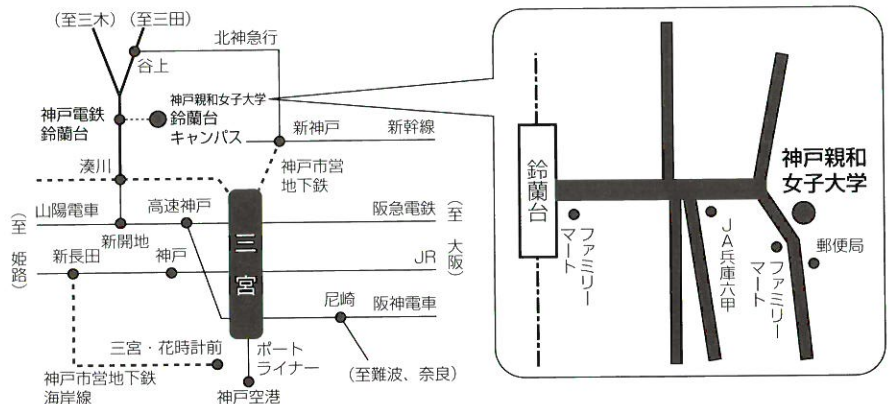 (至三木)
(至三田)
北神急行
谷上
神戸電鉄
鈴蘭台
神戸親和女子大学
鈴蘭台
キャンパス
新神戸
新幹線
湊川
神戸市営
地下鉄
山陽電車
高速神戸
阪急電鉄
(至 姫路)
新開地
三宮
(至 大阪)
新長田
神戸
JR
尼崎
阪神電車
三宮・花時計前
ポート
ライナー
(至難波、奈良)
神戸市営地下鉄
海岸線
神戸空港
鈴蘭台
神戸親和
女子大学
ファミリー
マート
JA兵庫六甲
ファミリー
マート
郵便局